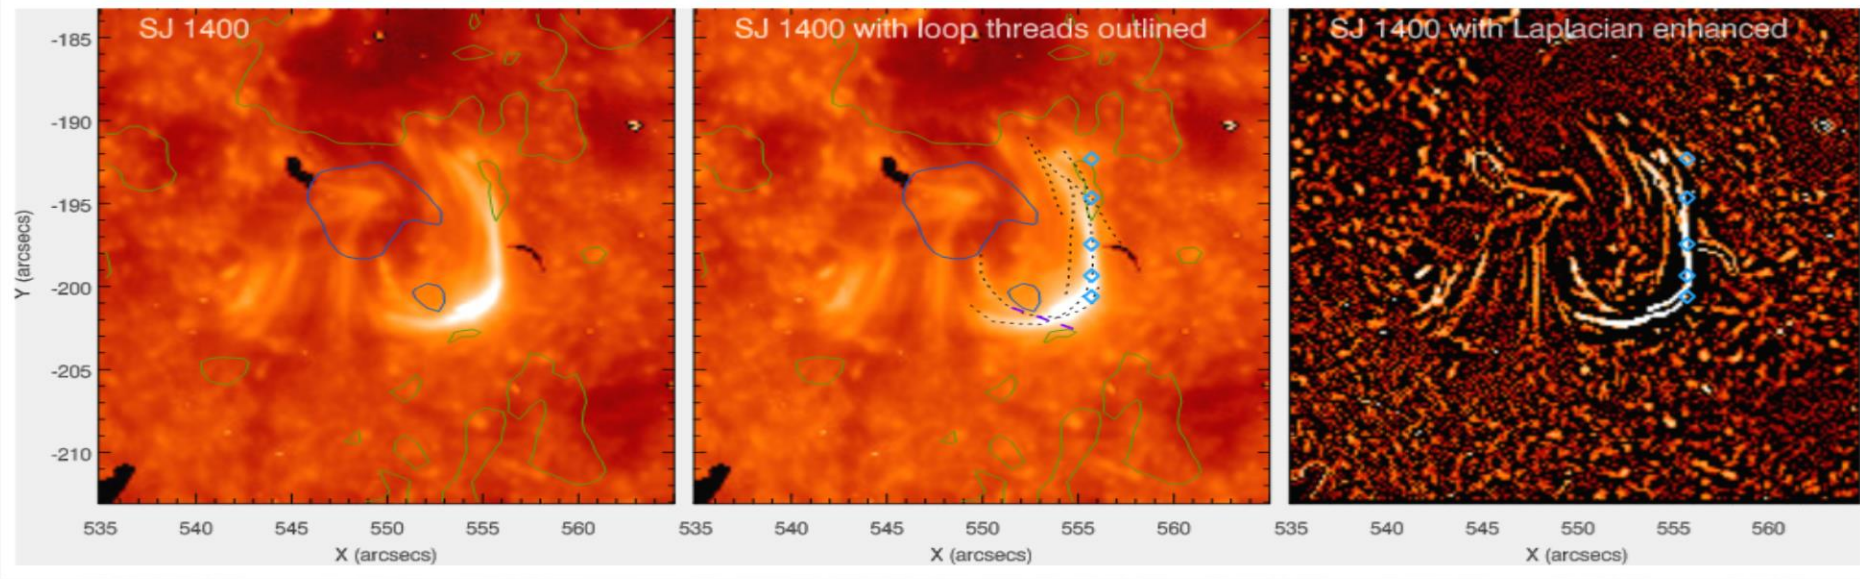 SJ 1400
SJ 1400 with loop threads outlined
SJ 1400 with Laplacian enhanced
Y (arcsecs)
-185
-190
-195
-200
-205
-210
535 540 545 550 555 560
535 540 545 550 555 560
535 540 545 550 555 560
X (arcsecs)
X (arcsecs)
X (arcsecs)